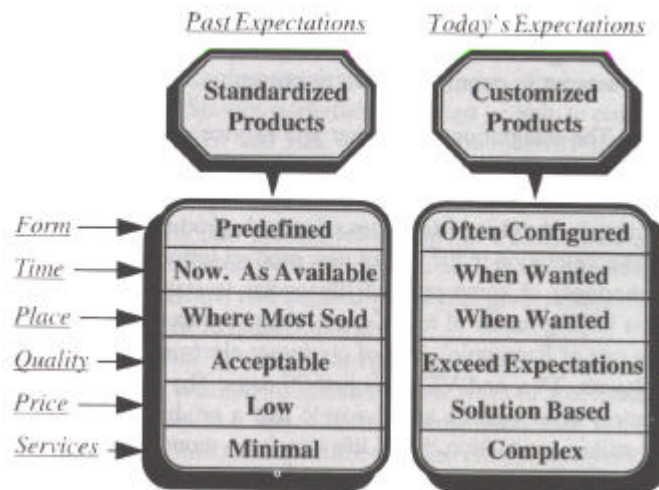 Past Expectations Today's Expectations
Standardized Products
Customized Products
Form Predefined Often Configured
Time Now. As Available When Wanted
Place Where Most Sold When Wanted
Quality Acceptable Exceed Expectations
Price Low Solution Based
Services Minimal Complex